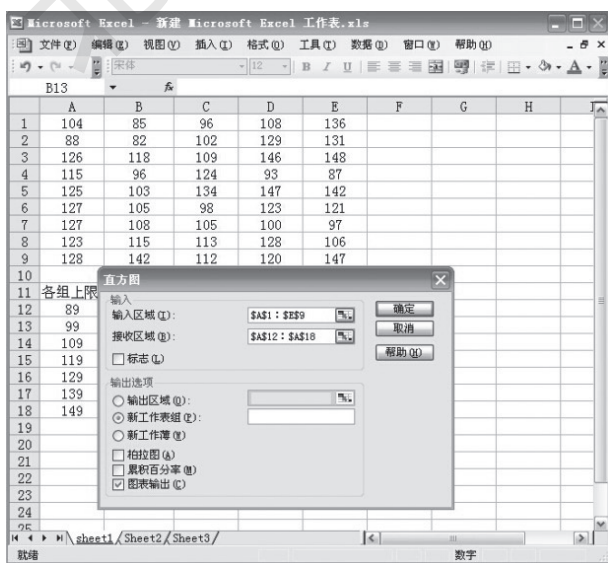 Microsoft Excel - 新建 Microsoft Excel 工作表.xls
文件(F) 编辑(E) 视图(V) 插入(I) 格式(O) 工具(T) 数据(D) 窗口(W) 帮助(H)
宋体 12 B I U
B13 fx
A B C D E F G H I
1 104 85 96 108 136
2 88 82 102 129 131
3 126 118 109 146 148
4 115 96 124 93 87
5 125 103 134 147 142
6 127 105 98 123 121
7 127 108 105 100 97
8 123 115 113 128 106
9 128 142 112 120 147
10
11 各组上限
12 89
13 99
14 109
15 119
16 129
17 139
18 149
19
20
21
22
23
24
25
直方图
输入
输入区域(I): $A$1:$E$9
接收区域(B): $A$12:$A$18
标志(L)
确定
取消
帮助(H)
输出选项
输出区域(O):
新工作表组(P):
新工作薄(W)
柏拉图(A)
累积百分率(M)
图表输出(C)
sheet1 Sheet2 Sheet3
就绪 数字